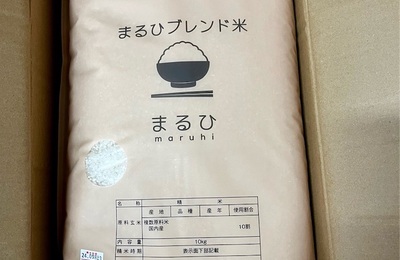 まるひブレンド米
まるひ
maruhi
名称 精米
原料玄米 産地 品種 産年 使用割合
複数原料米
国内産 10割
内容量 10kg
精米時期 表示面下部記載